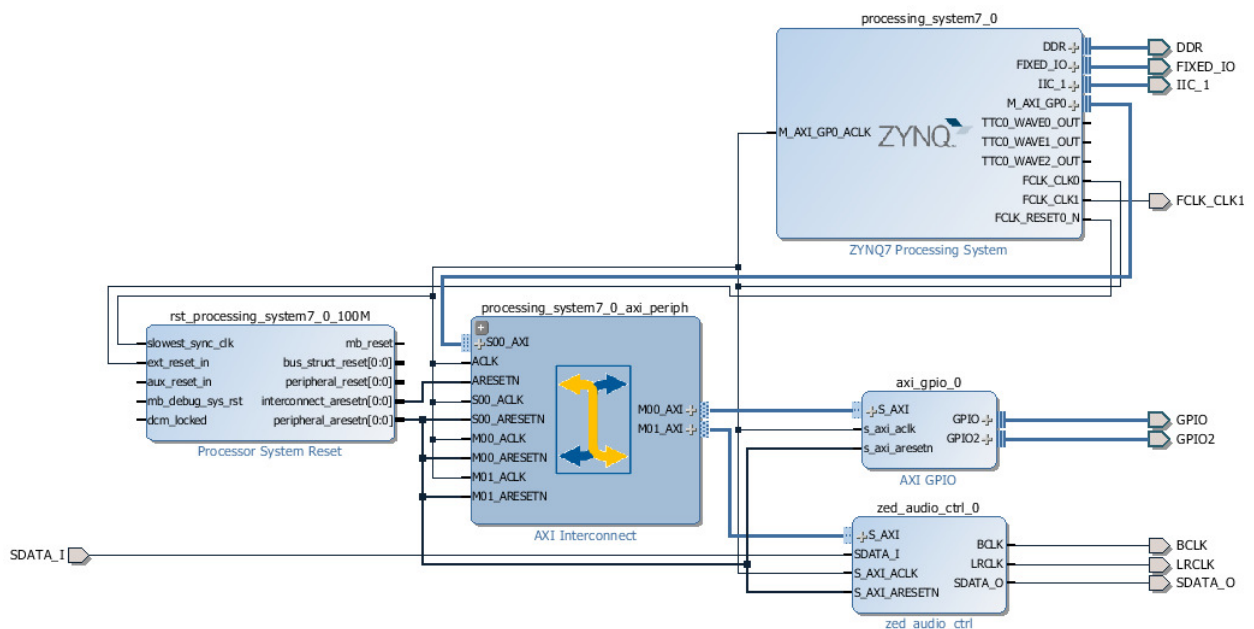 processing_system7_0
DDR
FIXED_IO
IIC_1
M_AXI_GP0
TTC0_WAVE0_OUT
TTC0_WAVE1_OUT
TTC0_WAVE2_OUT
FCLK_CLK0
FCLK_CLK1
FCLK_RESET0_N
M_AXI_GP0_ACLK
ZYNQ
ZYNQ7 Processing System
DDR
FIXED_IO
IIC_1
FCLK_CLK1
rst_processing_system7_0_100M
slowest_sync_clk
ext_reset_in
aux_reset_in
mb_debug_sys_rst
dcm_locked
mb_reset
bus_struct_reset[0:0]
peripheral_reset[0:0]
interconnect_aresetn[0:0]
peripheral_aresetn[0:0]
Processor System Reset
processing_system7_0_axi_periph
S00_AXI
ACLK
ARESETN
S00_ACLK
S00_ARESETN
M00_ACLK
M00_ARESETN
M01_ACLK
M01_ARESETN
M00_AXI
M01_AXI
AXI Interconnect
axi_gpio_0
S_AXI
s_axi_aclk
s_axi_aresetn
GPIO
GPIO2
AXI GPIO
GPIO
GPIO2
zed_audio_ctrl_0
S_AXI
SDATA_I
S_AXI_ACLK
S_AXI_ARESETN
BCLK
LRCLK
SDATA_O
zed_audio_ctrl
SDATA_I
BCLK
LRCLK
SDATA_O